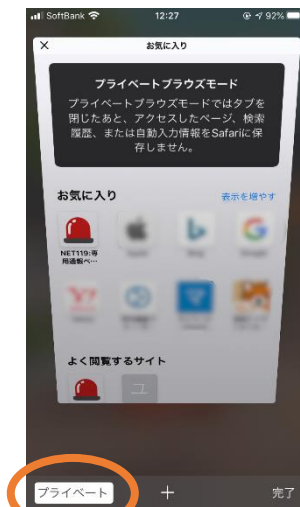 SoftBank 12:27 92%
× お気に入り
プライベートブラウズモード
プライベートブラウズモードではタブを
閉じたあと、アクセスしたページ、検索
履歴、または自動入力情報をSafariに保
存しません。
お気に入り 表示を増やす
NET119:専
用通報ペ…
よく閲覧するサイト
ユ
プライベート + 完了